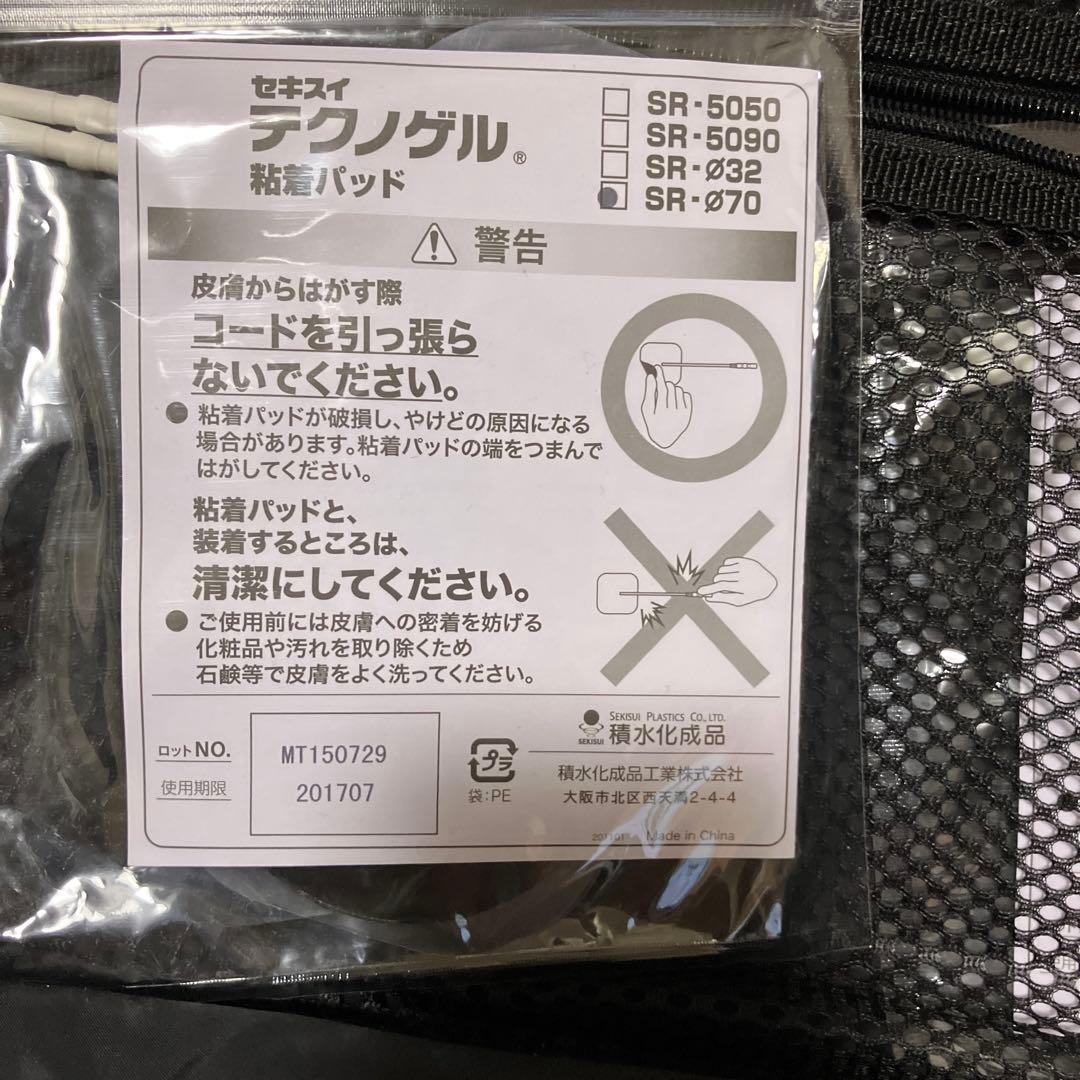 セキスイ
テクノゲル®
粘着パッド
SR-5050
SR-5090
SR-Ø32
SR-Ø70
警告
皮膚からはがす際
コードを引っ張ら
ないでください。
● 粘着パッドが破損し、やけどの原因になる
場合があります。粘着パッドの端をつまんで
はがしてください。
粘着パッドと、
装着するところは、
清潔にしてください。
● ご使用前には皮膚への密着を妨げる
化粧品や汚れを取り除くため
石鹸等で皮膚をよく洗ってください。
ロットNO. MT150729
使用期限 201707
プラ
袋:PE
SEKISUI PLASTICS CO., LTD.
SEKISUI 積水化成品
積水化成品工業株式会社
大阪市北区西天満2-4-4
Made in China